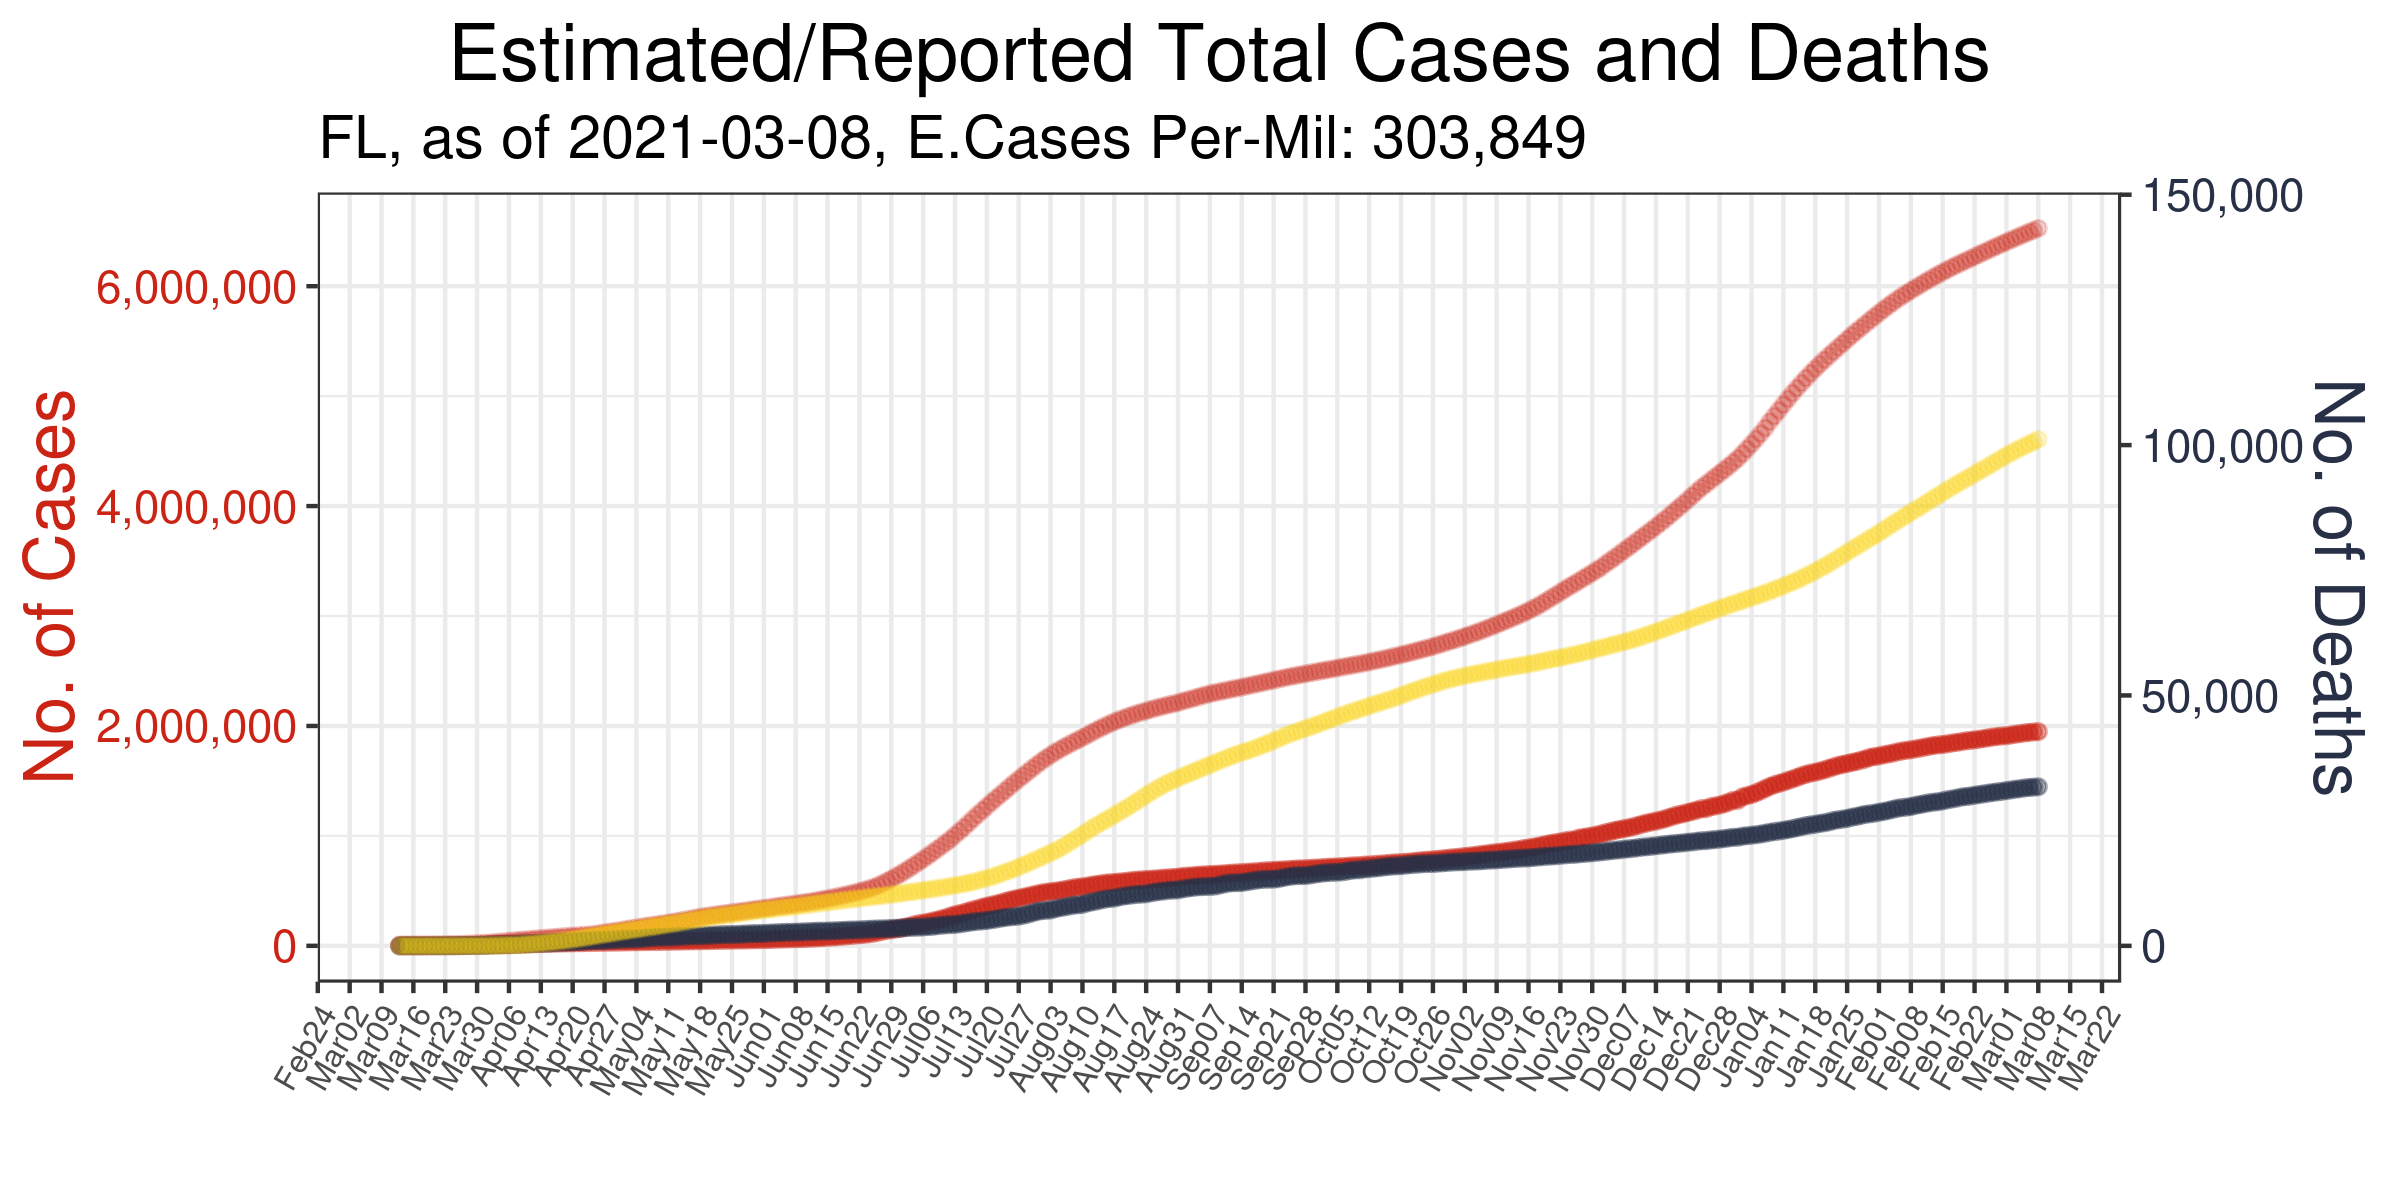 Estimated/Reported Total Cases and Deaths
FL, as of 2021-03-08, E.Cases Per-Mil: 303,849
No. of Cases
6,000,000
4,000,000
2,000,000
0
150,000
100,000
50,000
0
No. of Deaths
Feb24
Mar02
Mar09
Mar16
Mar23
Mar30
Apr06
Apr13
Apr20
Apr27
May04
May11
May18
May25
Jun01
Jun08
Jun15
Jun22
Jun29
Jul06
Jul13
Jul20
Jul27
Aug03
Aug10
Aug17
Aug24
Aug31
Sep07
Sep14
Sep21
Sep28
Oct05
Oct12
Oct19
Oct26
Nov02
Nov09
Nov16
Nov23
Nov30
Dec07
Dec14
Dec21
Dec28
Jan04
Jan11
Jan18
Jan25
Feb01
Feb08
Feb15
Feb22
Mar01
Mar08
Mar15
Mar22